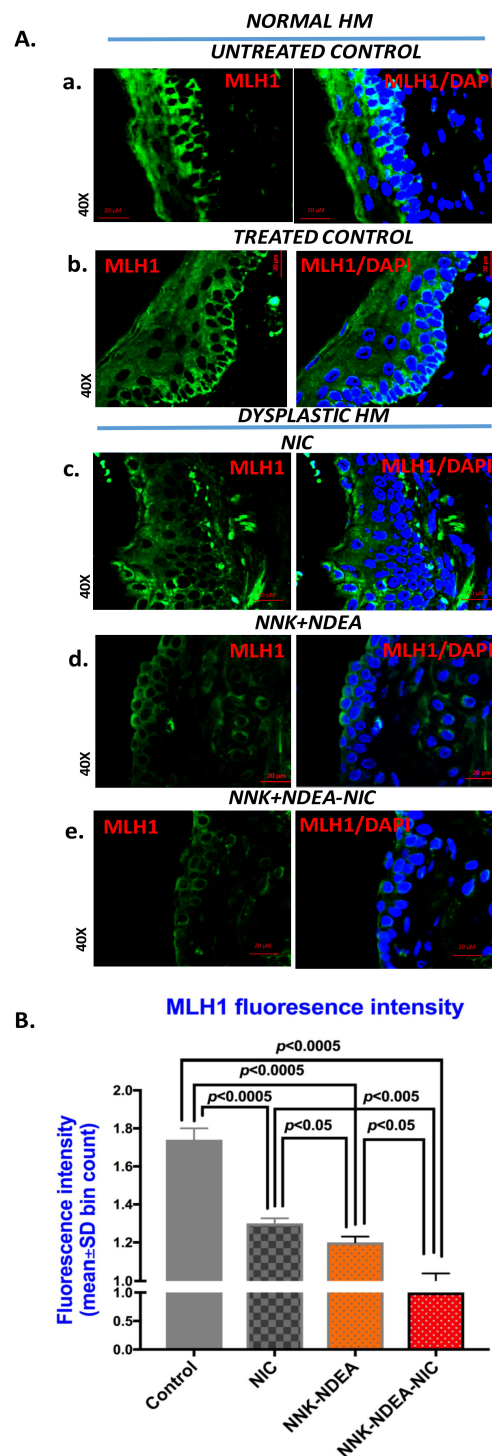 NORMAL HM
A.
UNTREATED CONTROL
a.
MLH1
MLH1/DAPI
40X
20 µM
20 µM
TREATED CONTROL
b.
MLH1
20 µm
MLH1/DAPI
20 µm
40X
DYSPLASTIC HM
NIC
c.
MLH1
MLH1/DAPI
40X
NNK+NDEA
d.
MLH1
MLH1/DAPI
40X
20 µm
20 µm
NNK+NDEA-NIC
e.
MLH1
MLH1/DAPI
40X
20 µM
20 µM
B.
MLH1 fluoresence intensity
p<0.0005
p<0.0005
p<0.0005
p<0.005
p<0.05
p<0.05
Fluorescence intensity
(mean±SD bin count)
2.0
1.8
1.6
1.4
1.2
1.0
1.0
0.5
0.0
Control
NIC
NNK-NDEA
NNK-NDEA-NIC